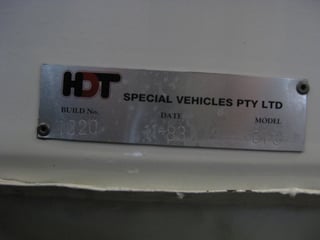 HDT SPECIAL VEHICLES PTY LTD
BUILD No. DATE MODEL